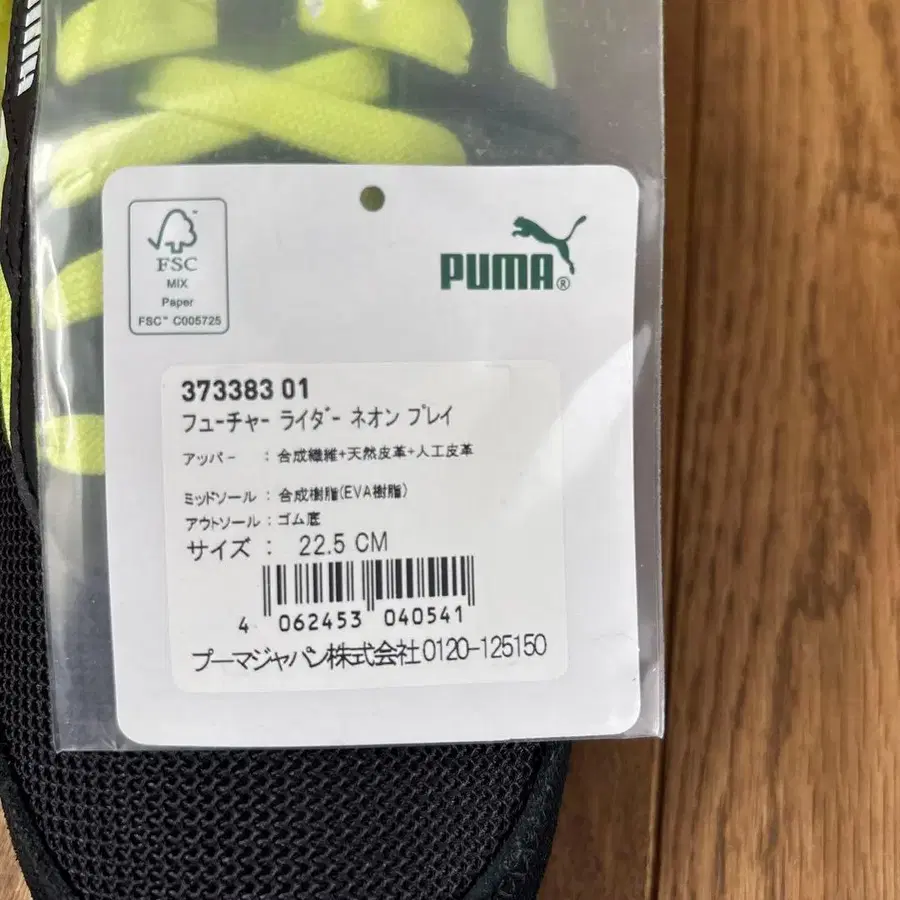 FSC
MIX
Paper
FSC™ C005725
PUMA®
373383 01
フューチャー ライダー ネオン プレイ
アッパー : 合成繊維+天然皮革+人工皮革
ミッドソール : 合成樹脂(EVA樹脂)
アウトソール : ゴム底
サイズ : 22.5 CM
4 062453 040541
プーマジャパン株式会社0120-125150